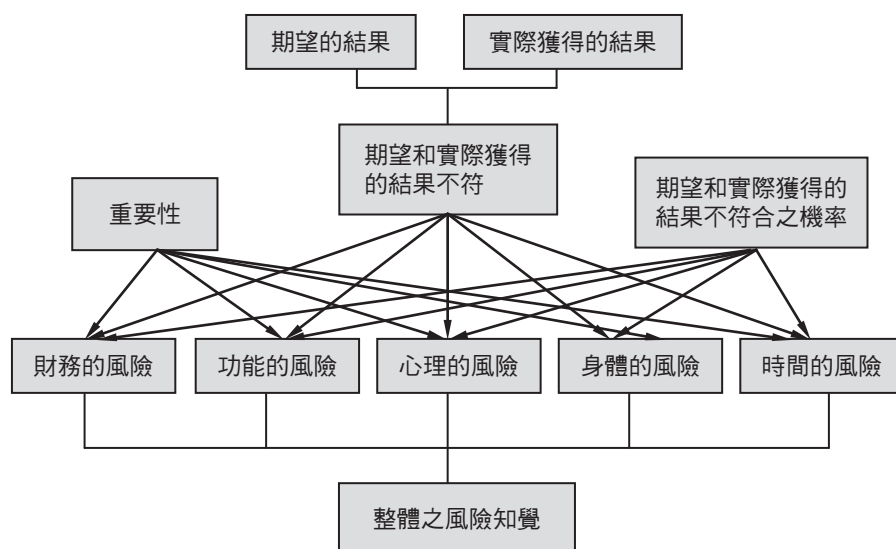 期望的結果
實際獲得的結果
期望和實際獲得
的結果不符
重要性
期望和實際獲得的
結果不符合之機率
財務的風險
功能的風險
心理的風險
身體的風險
時間的風險
整體之風險知覺